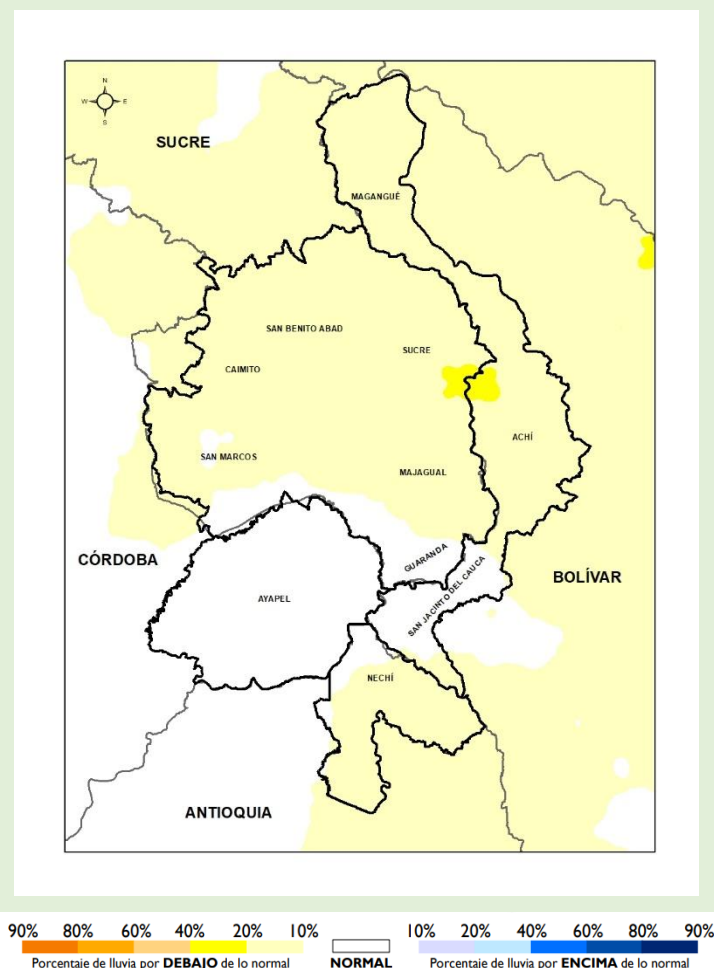 N
W E
S
SUCRE
MAGANGUÉ
SAN BENITO ABAD
SUCRE
CAIMITO
ACHÍ
SAN MARCOS
MAJAGUAL
GUARANDA
CÓRDOBA
BOLÍVAR
SAN JACINTO DEL CAUCA
AYAPEL
NECHÍ
ANTIOQUIA
90% 80% 60% 40% 20% 10% 10% 20% 40% 60% 80% 90%
Porcentaje de lluvia por DEBAJO de lo normal NORMAL Porcentaje de lluvia por ENCIMA de lo normal